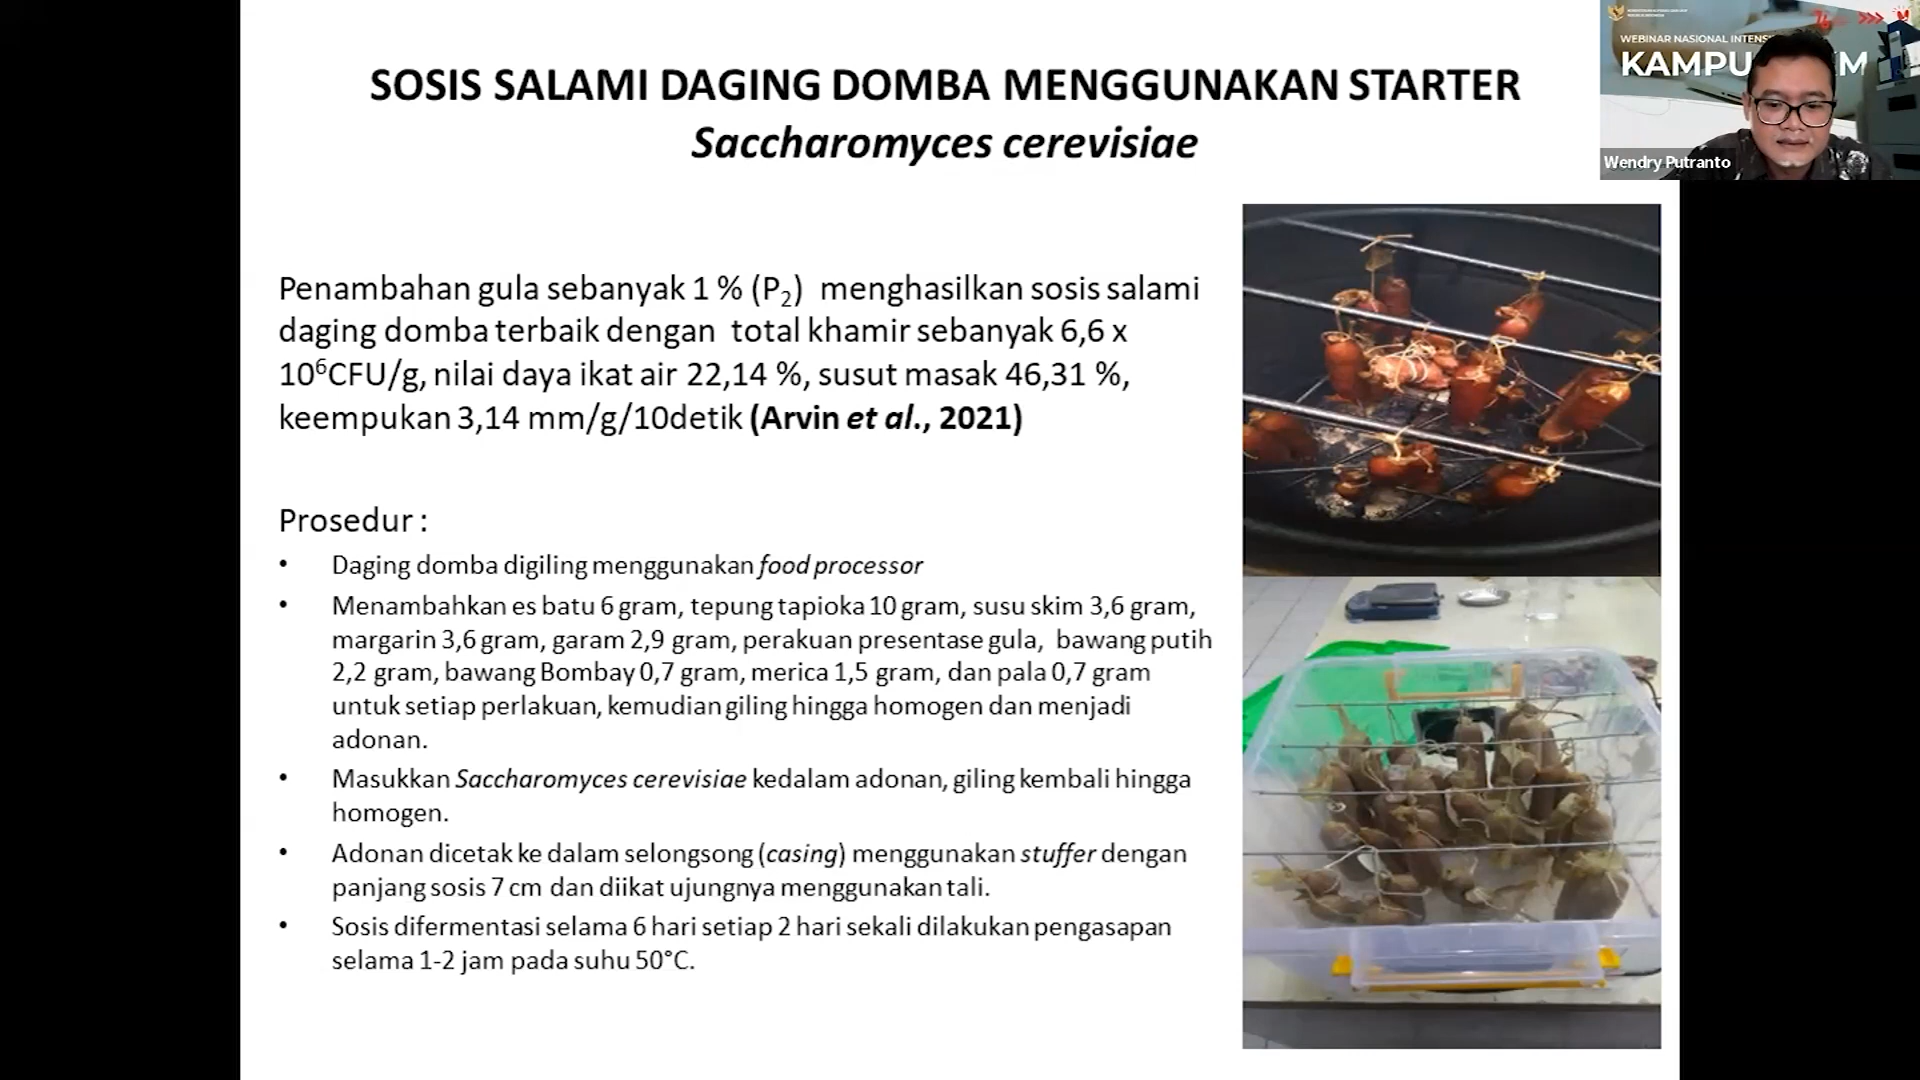 SOSIS SALAMI DAGING DOMBA MENGGUNAKAN STARTER
Saccharomyces cerevisiae
WEBINAR NASIONAL
KAMPU
Wendry Putranto
Penambahan gula sebanyak 1 % (P₂) menghasilkan sosis salami
daging domba terbaik dengan total khamir sebanyak 6,6 x
10⁶CFU/g, nilai daya ikat air 22,14 %, susut masak 46,31 %,
keempukan 3,14 mm/g/10detik (Arvin et al., 2021)
Prosedur :
• Daging domba digiling menggunakan food processor
• Menambahkan es batu 6 gram, tepung tapioka 10 gram, susu skim 3,6 gram,
margarin 3,6 gram, garam 2,9 gram, perakuan presentase gula, bawang putih
2,2 gram, bawang Bombay 0,7 gram, merica 1,5 gram, dan pala 0,7 gram
untuk setiap perlakuan, kemudian giling hingga homogen dan menjadi
adonan.
• Masukkan Saccharomyces cerevisiae kedalam adonan, giling kembali hingga
homogen.
• Adonan dicetak ke dalam selongsong (casing) menggunakan stuffer dengan
panjang sosis 7 cm dan diikat ujungnya menggunakan tali.
• Sosis difermentasi selama 6 hari setiap 2 hari sekali dilakukan pengasapan
selama 1-2 jam pada suhu 50°C.